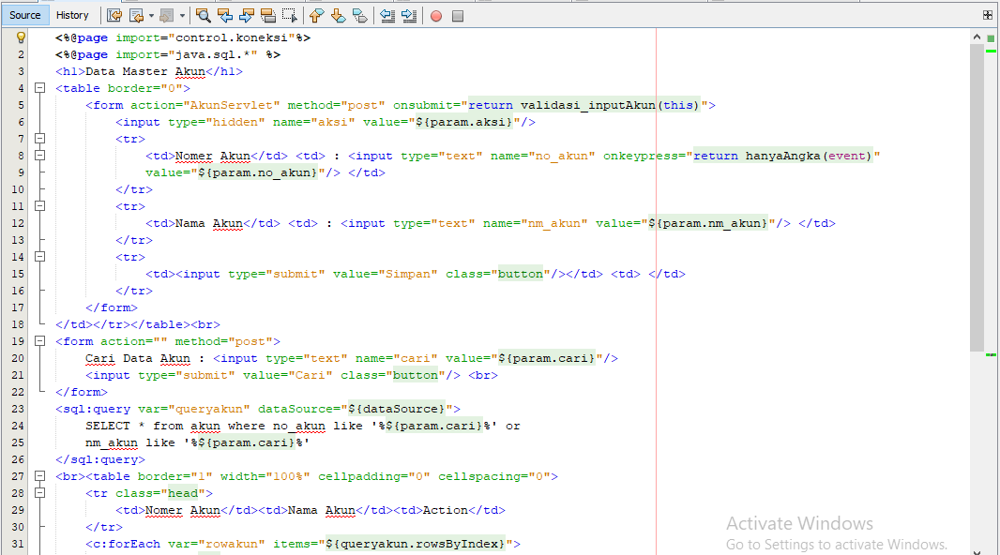 Source History
<%@page import="control.koneksi"%>
2 <%@page import="java.sql.*" %>
3 <h1>Data Master Akun</h1>
4 <table border="0">
5 <form action="AkunServlet" method="post" onsubmit="return validasi_inputAkun(this)">
6 <input type="hidden" name="aksi" value="${param.aksi}"/>
7 <tr>
8 <td>Nomer Akun</td> <td> : <input type="text" name="no_akun" onkeypress="return hanyaAngka(event)"
9 value="${param.no_akun}"/> </td>
10 </tr>
11 <tr>
12 <td>Nama Akun</td> <td> : <input type="text" name="nm_akun" value="${param.nm_akun}"/> </td>
13 </tr>
14 <tr>
15 <td><input type="submit" value="Simpan" class="button"/></td> <td> </td>
16 </tr>
17 </form>
18 </td></tr></table><br>
19 <form action="" method="post">
20 Cari Data Akun : <input type="text" name="cari" value="${param.cari}"/>
21 <input type="submit" value="Cari" class="button"/> <br>
22 </form>
23 <sql:query var="queryakun" dataSource="${dataSource}">
24 SELECT * from akun where no_akun like '%${param.cari}%' or
25 nm_akun like '%${param.cari}%'
26 </sql:query>
27 <br><table border="1" width="100%" cellpadding="0" cellspacing="0">
28 <tr class="head">
29 <td>Nomer Akun</td><td>Nama Akun</td><td>Action</td>
30 </tr>
31 <c:forEach var="rowakun" items="${queryakun.rowsByIndex}">
Activate Windows
Go to Settings to activate Windows.